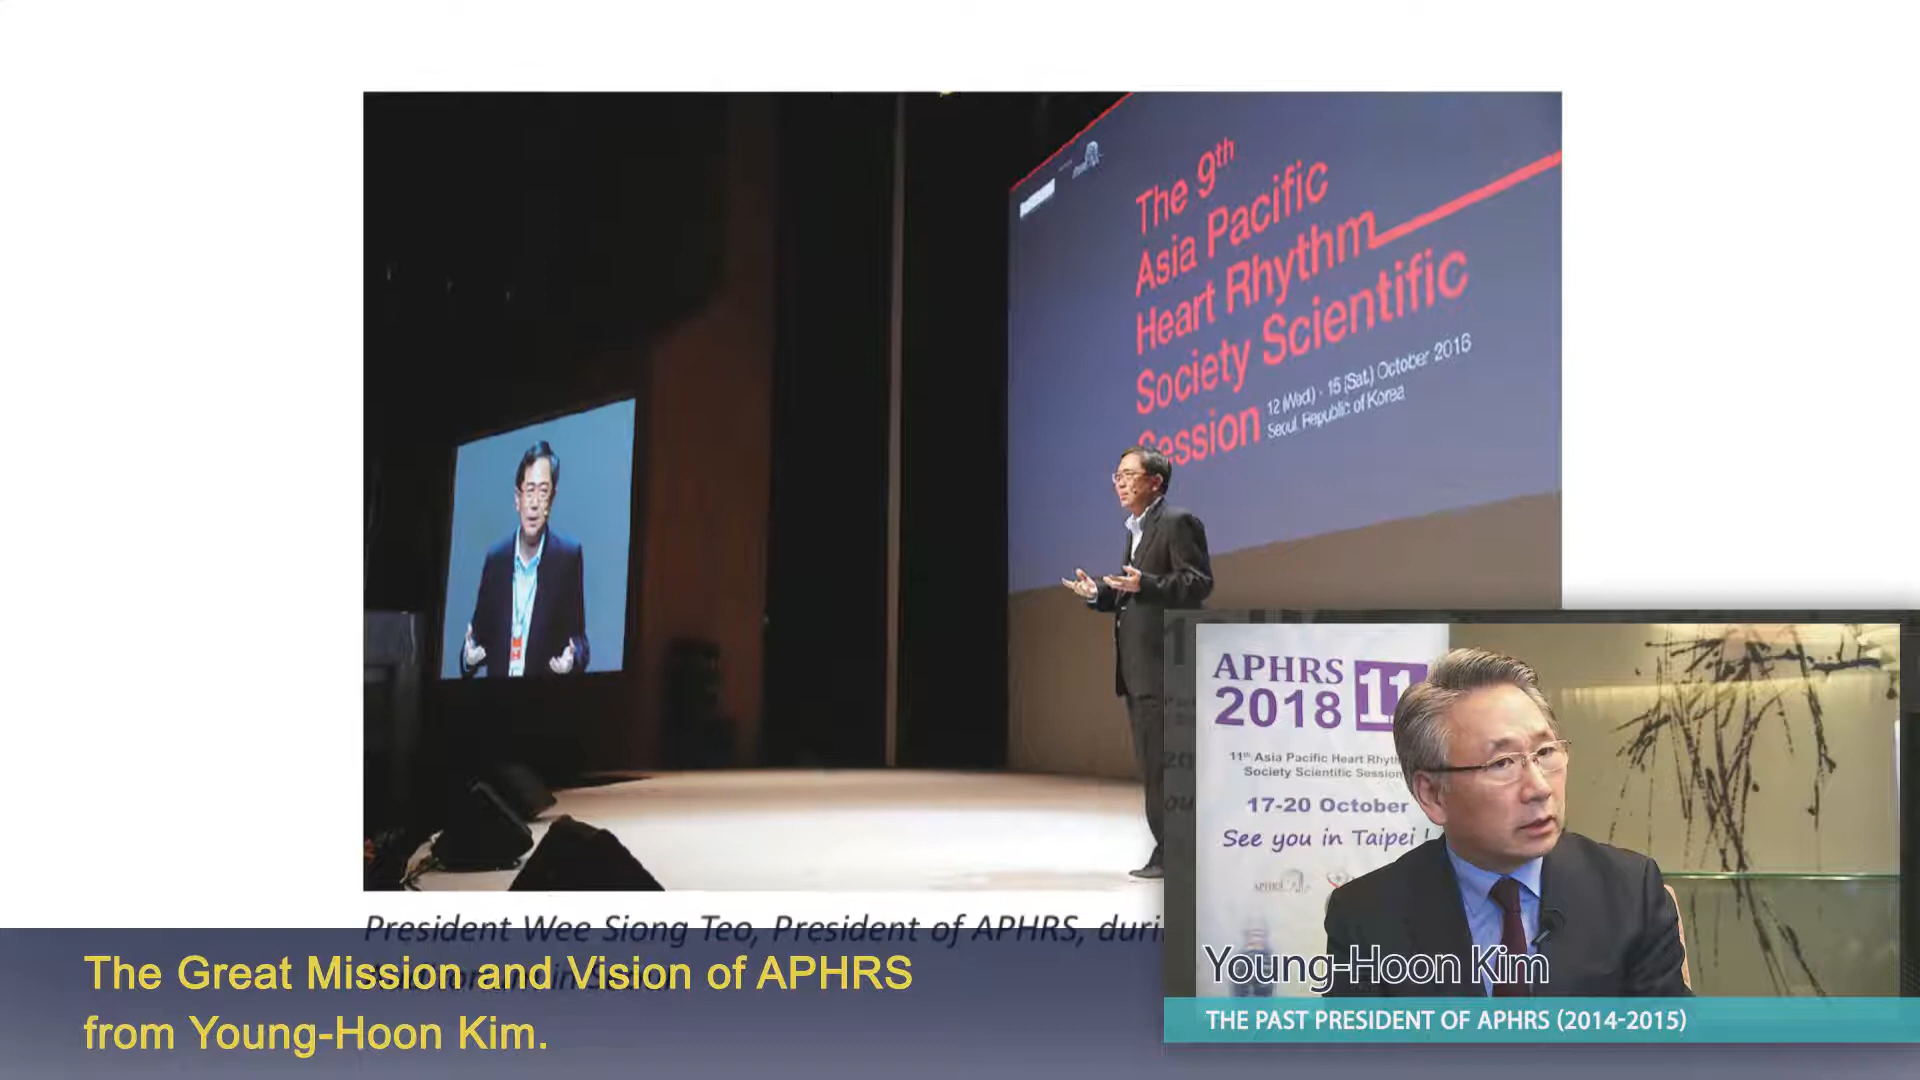 The 9th
Asia Pacific
Heart Rhythm
Society Scientific
Session
12 (Wed.) - 15 (Sat.) October 2016
Seoul, Republic of Korea
President Wee Siong Teo, President of APHRS, duri
The Great Mission and Vision of APHRS
from Young-Hoon Kim.
APHRS
2018 11
11th Asia Pacific Heart Rhyth
Society Scientific Session
17-20 October
See you in Taipei !
APHRS
Young-Hoon Kim
THE PAST PRESIDENT OF APHRS (2014-2015)